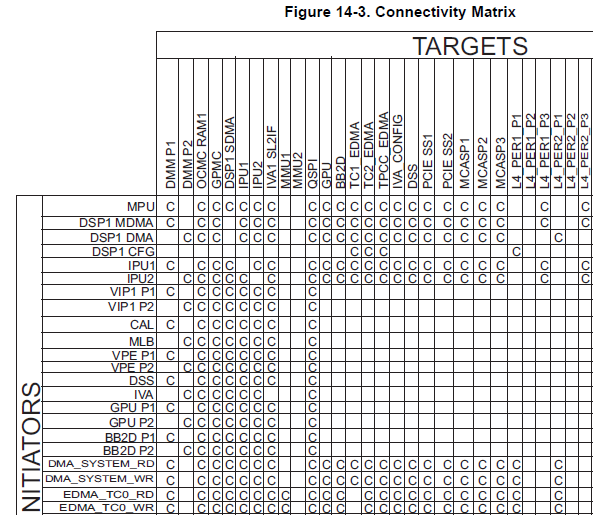 Figure 14-3. Connectivity Matrix
TARGETS
DMM P1
DMM P2
OCMC RAM1
GPMC
DSP1 SDMA
IPU1
IPU2
IVA1 SL2IF
MMU1
MMU2
QSPI
GPU
BB2D
TC1_EDMA
TC2_EDMA
TPCC_EDMA
IVA CONFIG
DSS
PCIE SS1
PCIE SS2
MCASP1
MCASP2
MCASP3
L4_PER1_P1
L4_PER1_P2
L4_PER1_P3
L4_PER2_P1
L4_PER2_P2
L4_PER2_P3
INITIATORS
MPU C C C C C C C C C C C C C C C C C C C C C C
DSP1 MDMA C C C C C C C C C C C C C C C C C C C C C
DSP1 DMA C C C C C C C C C C C C C C C C C C C C
DSP1 CFG C C C C
IPU1 C C C C C C C C C C C C C C C C C C C C C
IPU2 C C C C C C C C C C C C C C C C C C C C C
VIP1 P1 C C C C C C C C
VIP1 P2 C C C C C C C C
CAL C C C C C C C C
MLB C C C C C C C C
VPE P1 C C C C C C C C
VPE P2 C C C C C C C C
DSS C C C C C C C C
IVA C C C C C C C C
GPU P1 C C C C C C C C
GPU P2 C C C C C C C C
BB2D P1 C C C C C C C C
BB2D P2 C C C C C C C C
DMA_SYSTEM_RD C C C C C C C C C C C C C C C C C C C C C C
DMA_SYSTEM_WR C C C C C C C C C C C C C C C C C C C C C
EDMA_TC0_RD C C C C C C C C C C C C C C C C C C C C C C
EDMA_TC0_WR C C C C C C C C C C C C C C C C C C C C C C